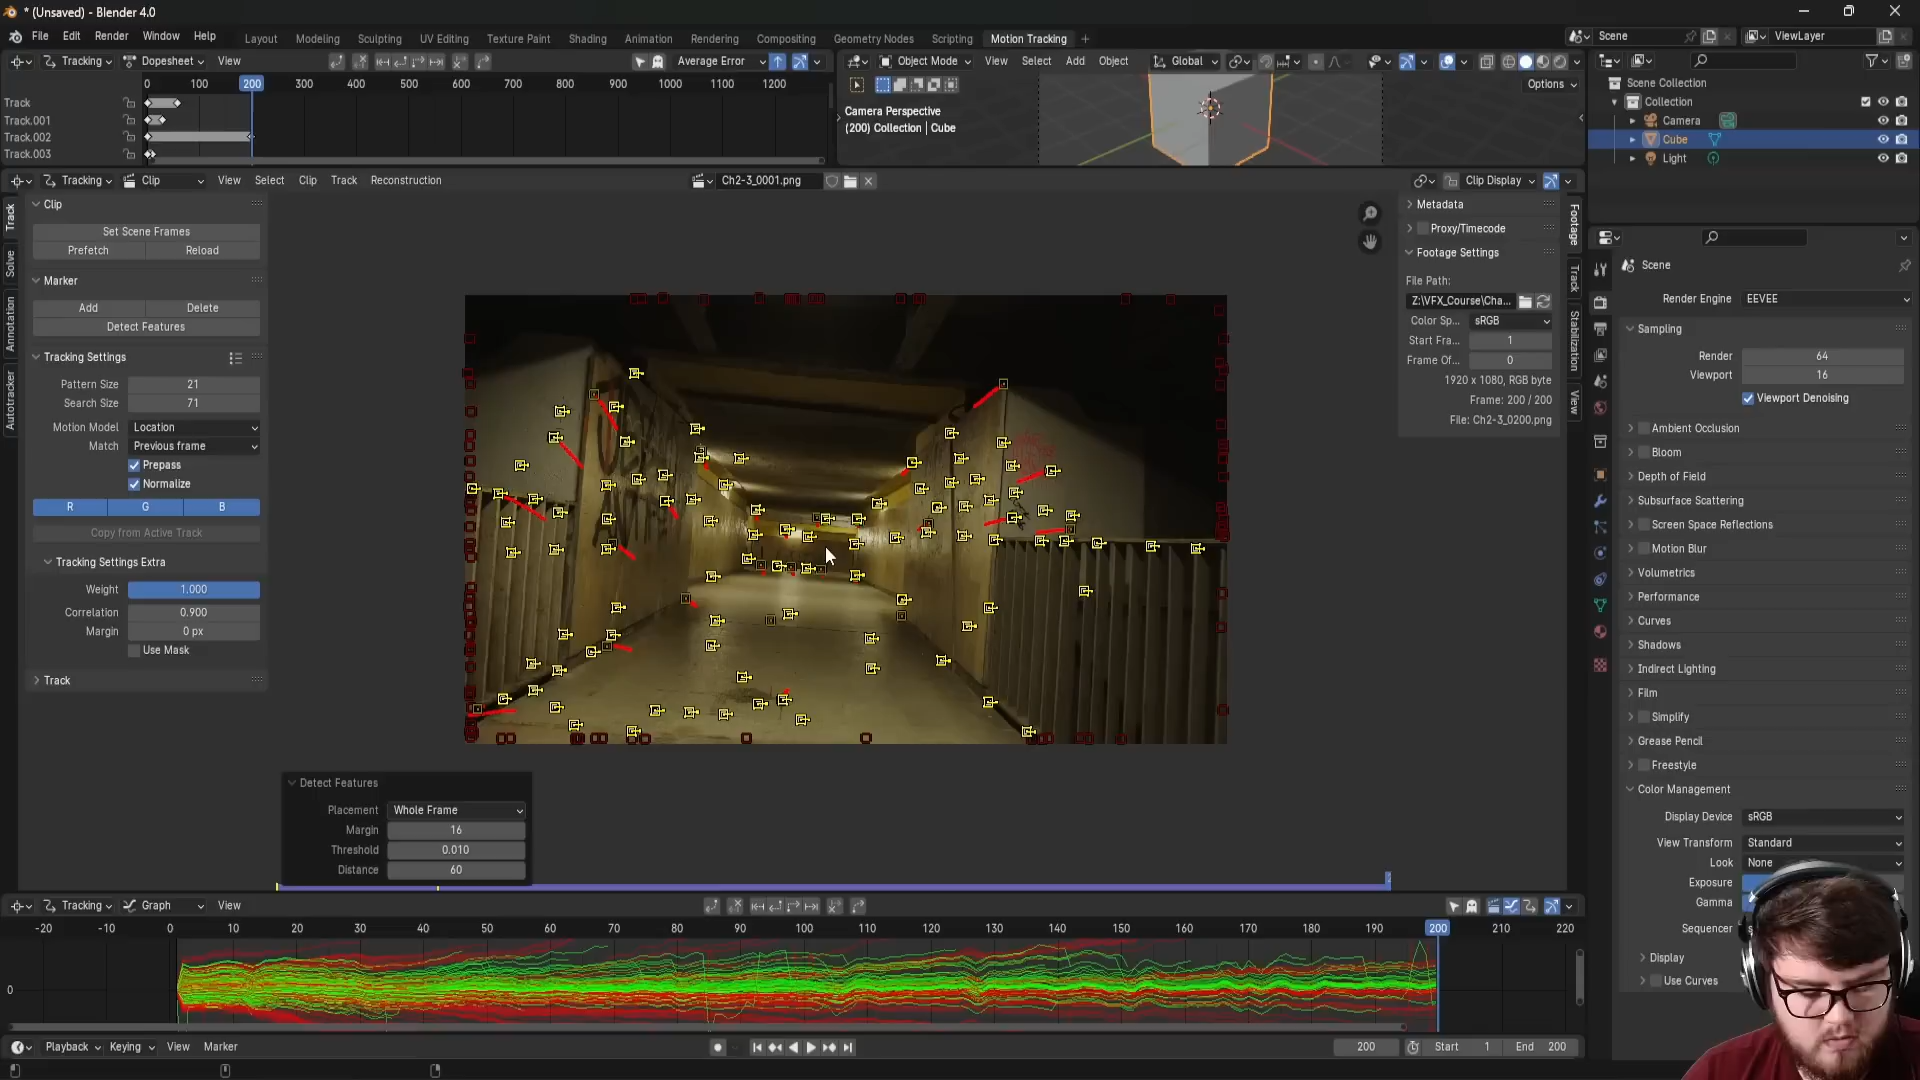 * (Unsaved) - Blender 4.0
File Edit Render Window Help Layout Modeling Sculpting UV Editing Texture Paint Shading Animation Rendering Compositing Geometry Nodes Scripting Motion Tracking + Scene ViewLayer
Tracking Dopesheet View Average Error Object Mode View Select Add Object Global
Options
0 100 200 300 400 500 600 700 800 900 1000 1100 1200
Track
Track.001
Track.002
Track.003
Camera Perspective
(200) Collection | Cube
Scene Collection
Collection
Camera
Cube
Light
Tracking Clip View Select Clip Track Reconstruction Ch2-3_0001.png Clip Display
Track
Solve
Annotation
Autotracker
Clip
Set Scene Frames
Prefetch Reload
Marker
Add Delete
Detect Features
Tracking Settings
Pattern Size 21
Search Size 71
Motion Model Location
Match Previous frame
Prepass
Normalize
R G B
Copy from Active Track
Tracking Settings Extra
Weight 1.000
Correlation 0.900
Margin 0 px
Use Mask
Track
Metadata
Proxy/Timecode
Footage Settings
File Path:
Z:\VFX_Course\Cha...
Color Sp... sRGB
Start Fra... 1
Frame Of... 0
1920 x 1080, RGB byte
Frame: 200 / 200
File: Ch2-3_0200.png
Footage
Track
Stabilization
View
Scene
Render Engine EEVEE
Sampling
Render 64
Viewport 16
Viewport Denoising
Ambient Occlusion
Bloom
Depth of Field
Subsurface Scattering
Screen Space Reflections
Motion Blur
Volumetrics
Performance
Curves
Shadows
Indirect Lighting
Film
Simplify
Grease Pencil
Freestyle
Color Management
Display Device sRGB
View Transform Standard
Look None
Exposure
Gamma
Sequencer
Display
Use Curves
Detect Features
Placement Whole Frame
Margin 16
Threshold 0.010
Distance 60
Tracking Graph View
-20 -10 0 10 20 30 40 50 60 70 80 90 100 110 120 130 140 150 160 170 180 190 200 210 220
0
Playback Keying View Marker 200 Start 1 End 200